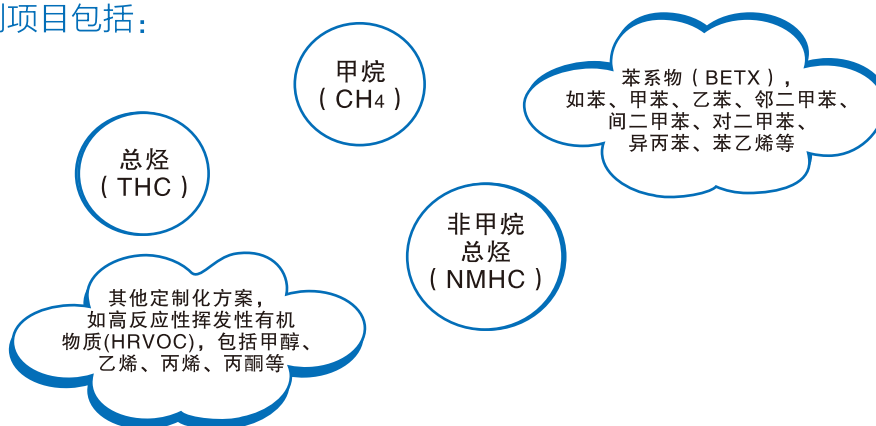 项目包括：
甲烷
（CH4）
苯系物（BETX），
如苯、甲苯、乙苯、邻二甲苯、
间二甲苯、对二甲苯、
异丙苯、苯乙烯等
总烃
（THC）
非甲烷
总烃
（NMHC）
其他定制化方案，
如高反应性挥发性有机
物质(HRVOC)，包括甲醇、
乙烯、丙烯、丙酮等